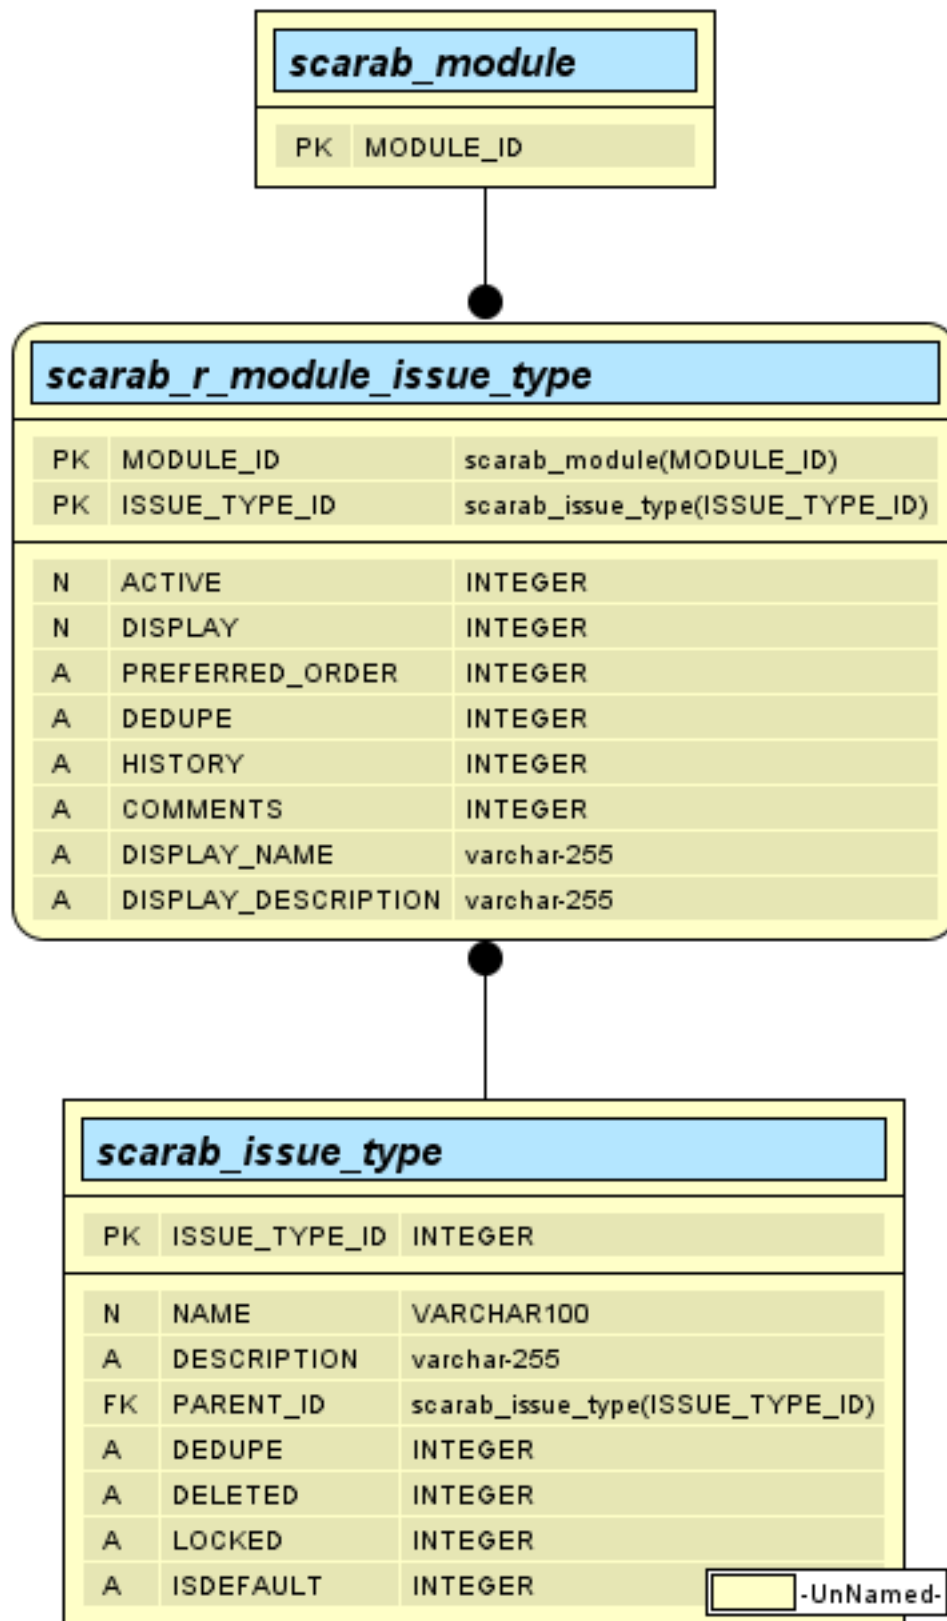 scarab_module
PK MODULE_ID
scarab_r_module_issue_type
PK MODULE_ID scarab_module(MODULE_ID)
PK ISSUE_TYPE_ID scarab_issue_type(ISSUE_TYPE_ID)
N ACTIVE INTEGER
N DISPLAY INTEGER
A PREFERRED_ORDER INTEGER
A DEDUPE INTEGER
A HISTORY INTEGER
A COMMENTS INTEGER
A DISPLAY_NAME varchar-255
A DISPLAY_DESCRIPTION varchar-255
scarab_issue_type
PK ISSUE_TYPE_ID INTEGER
N NAME VARCHAR100
A DESCRIPTION varchar-255
FK PARENT_ID scarab_issue_type(ISSUE_TYPE_ID)
A DEDUPE INTEGER
A DELETED INTEGER
A LOCKED INTEGER
A ISDEFAULT INTEGER
-UnNamed-